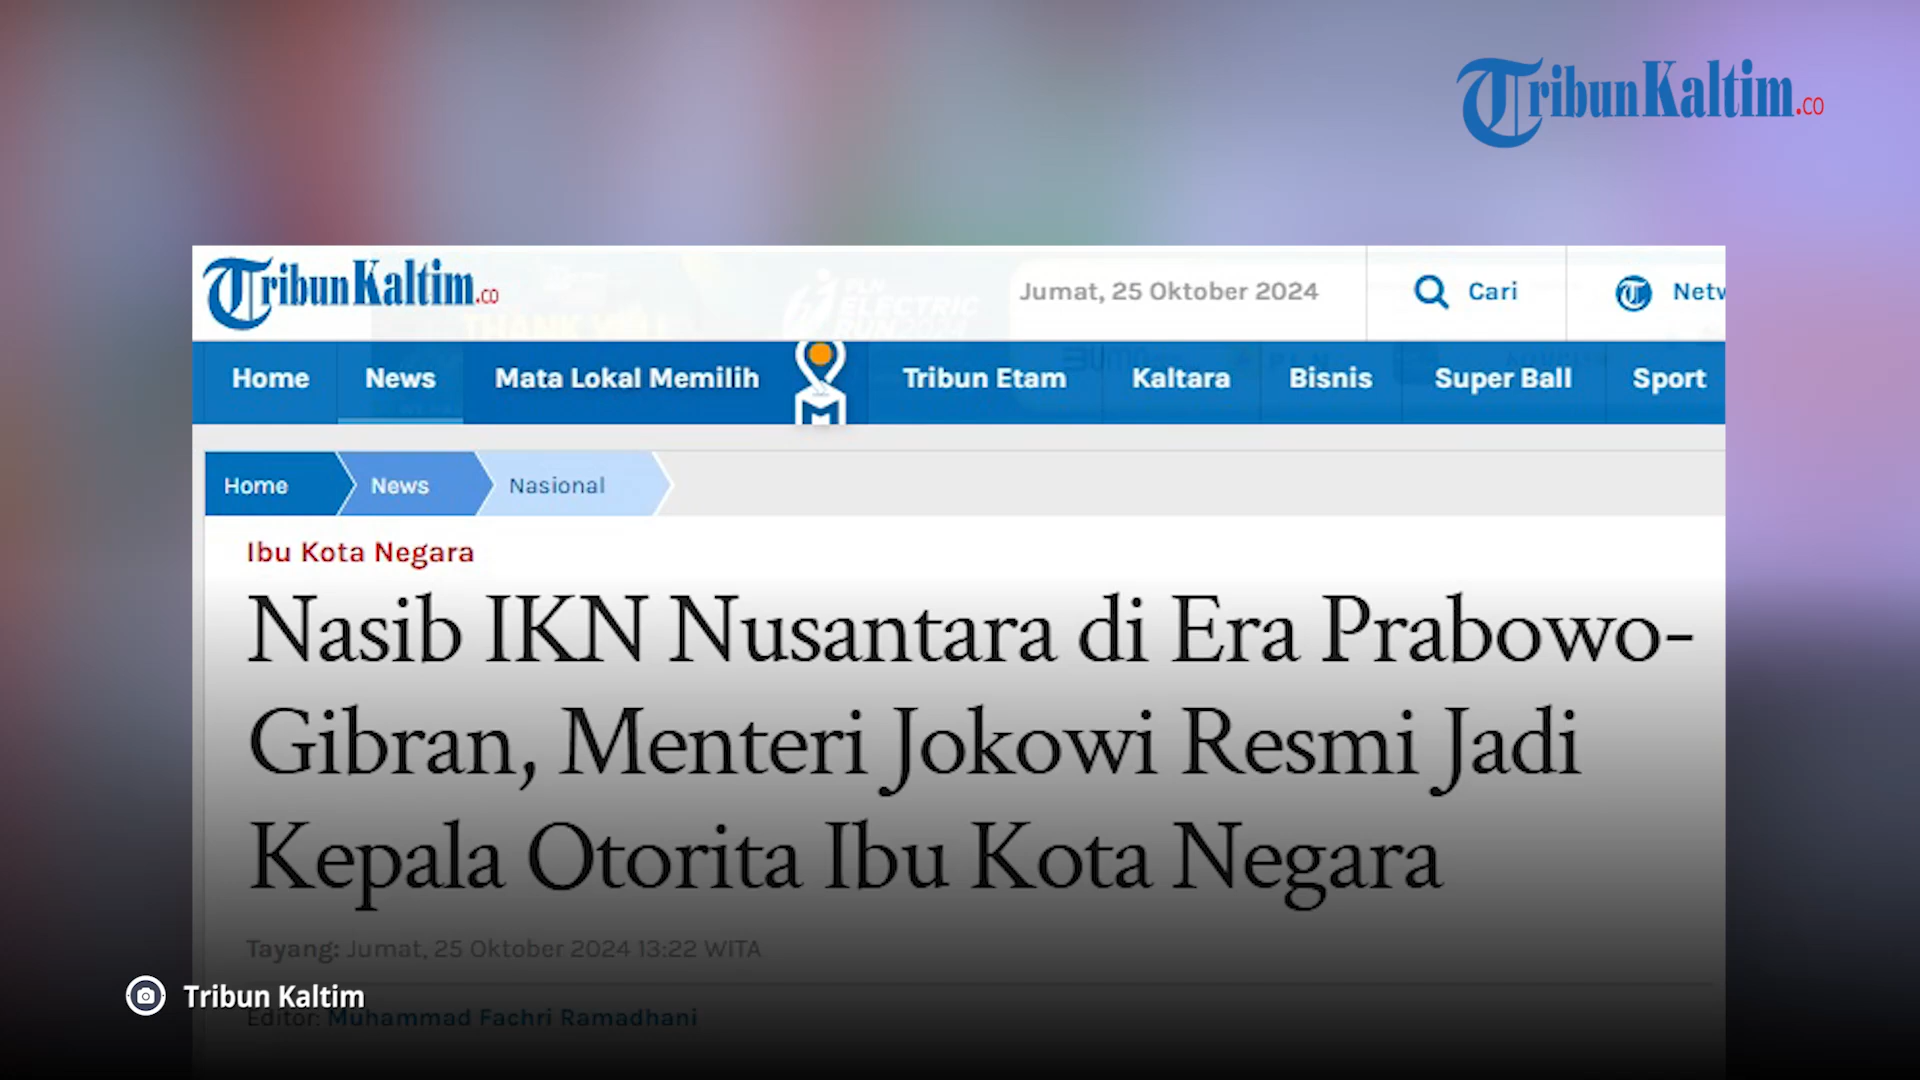 TribunKaltim.co
TribunKaltim.co
Jumat, 25 Oktober 2024
Cari
Netw
Home
News
Mata Lokal Memilih
Tribun Etam
Kaltara
Bisnis
Super Ball
Sport
Home
News
Nasional
Ibu Kota Negara
Nasib IKN Nusantara di Era Prabowo-
Gibran, Menteri Jokowi Resmi Jadi
Kepala Otorita Ibu Kota Negara
Tayang: Jumat, 25 Oktober 2024 13:22 WITA
Tribun Kaltim
Editor: Muhammad Fachri Ramadhani